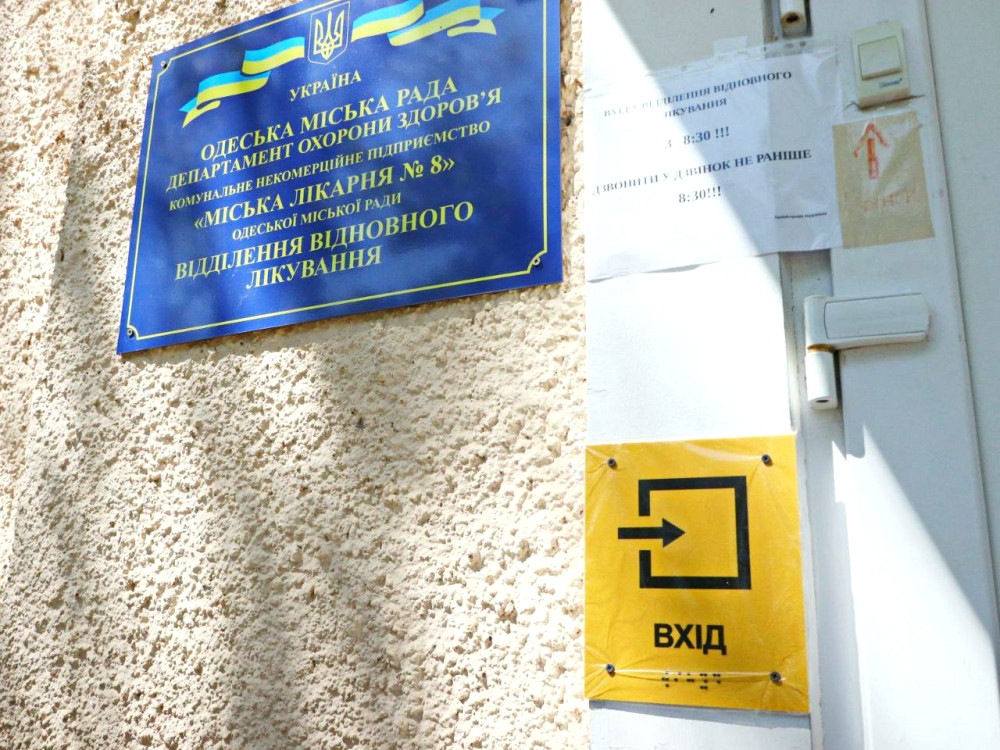 УКРАЇНА
ОДЕСЬКА МІСЬКА РАДА
ДЕПАРТАМЕНТ ОХОРОНИ ЗДОРОВ'Я
КОМУНАЛЬНЕ НЕКОМЕРЦІЙНЕ ПІДПРИЄМСТВО
«МІСЬКА ЛІКАРНЯ № 8»
ОДЕСЬКОЇ МІСЬКОЇ РАДИ
ВІДДІЛЕННЯ ВІДНОВНОГО
ЛІКУВАННЯ
ВІДДІЛЕННЯ ВІДНОВНОГО
ЛІКУВАННЯ
З 8:30 !!!
ДЗВОНИТИ У ДЗВІНОК НЕ РАНІШЕ
8:30!!!
ВХІД